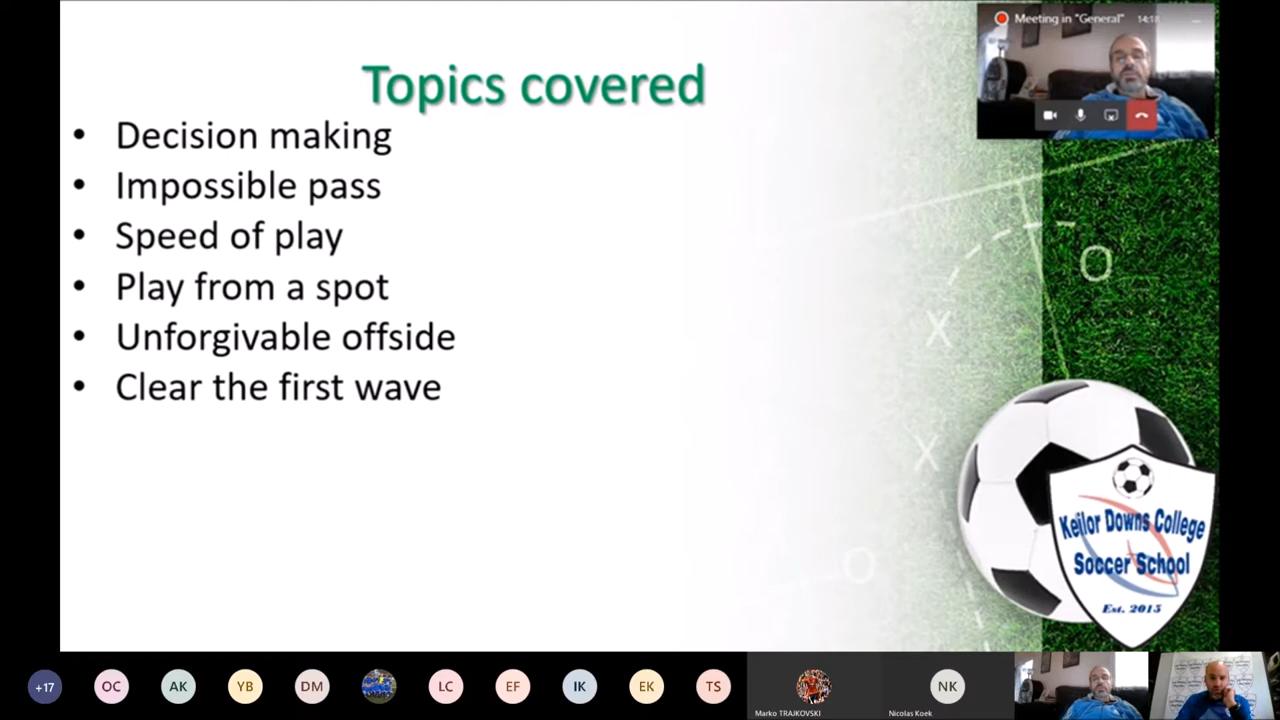 Meeting in "General"
Topics covered
• Decision making
• Impossible pass
• Speed of play
• Play from a spot
• Unforgivable offside
• Clear the first wave
O
X
X
O
Keilor Downs College
Soccer School
Est. 2015
+17
OC
AK
YB
DM
LC
EF
IK
EK
TS
NK
Marko TRAJKOVSKI
Nicolas Koek